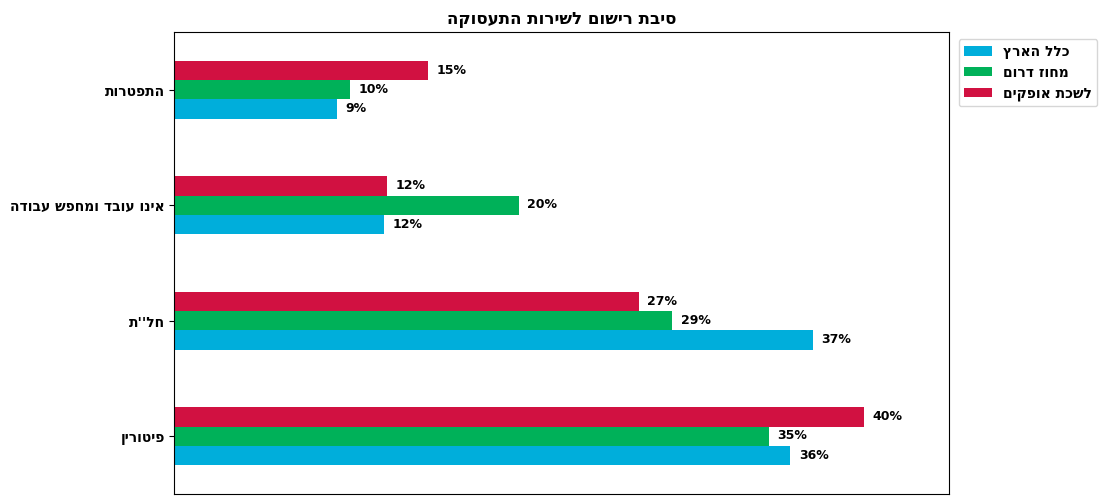 סיבת רישום לשירות התעסוקה
כלל הארץ
מחוז דרום
לשכת אופקים
התפטרות
15%
10%
9%
אינו עובד ומחפש עבודה
12%
20%
12%
חל''ת
27%
29%
37%
פיטורין
40%
35%
36%